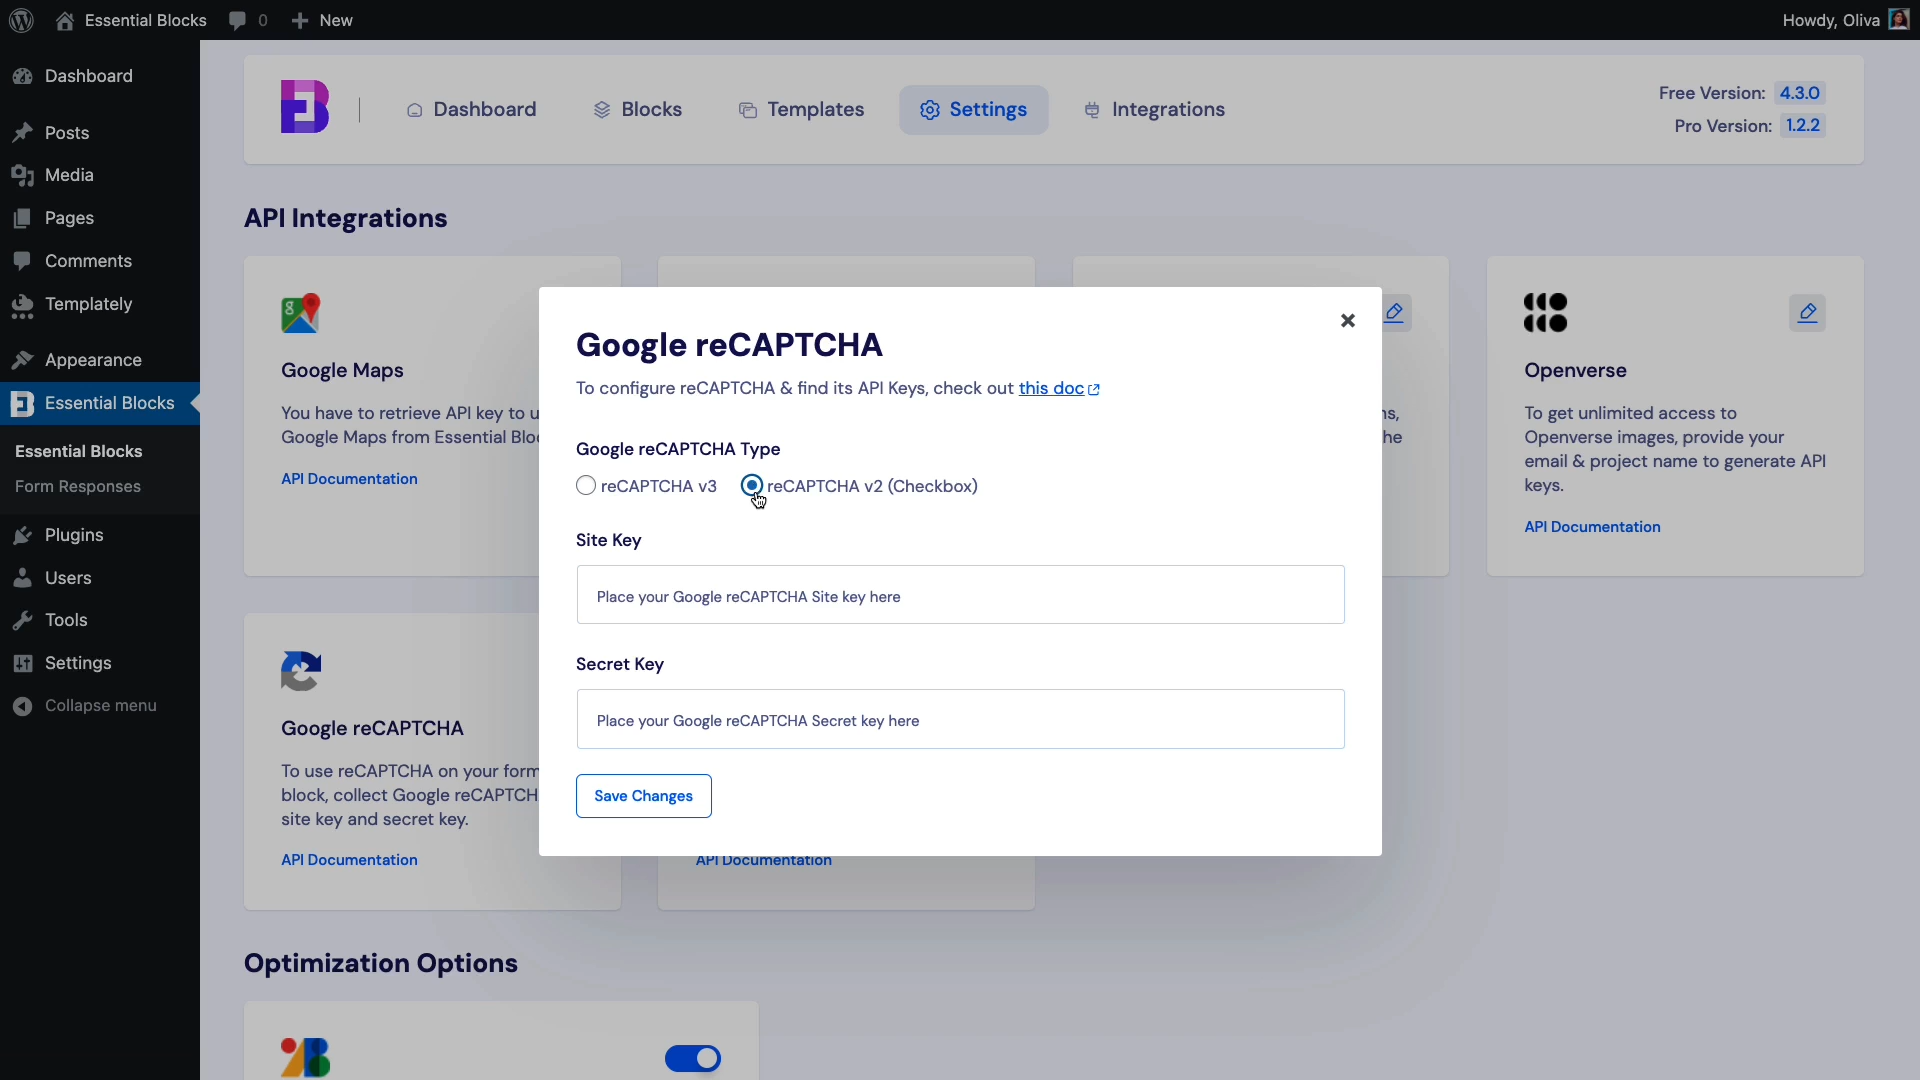 Essential Blocks
0
New
Howdy, Oliva
Dashboard
Posts
Media
Pages
Comments
Templately
Appearance
Essential Blocks
Essential Blocks
Form Responses
Plugins
Users
Tools
Settings
Collapse menu
Dashboard
Blocks
Templates
Settings
Integrations
Free Version: 4.3.0
Pro Version: 1.2.2
API Integrations
Google Maps
You have to retrieve API key to u
Google Maps from Essential Blo
API Documentation
ns,
he
Openverse
To get unlimited access to
Openverse images, provide your
email & project name to generate API
keys.
API Documentation
Google reCAPTCHA
To configure reCAPTCHA & find its API Keys, check out this doc
Google reCAPTCHA Type
reCAPTCHA v3
reCAPTCHA v2 (Checkbox)
Site Key
Place your Google reCAPTCHA Site key here
Secret Key
Place your Google reCAPTCHA Secret key here
Save Changes
Google reCAPTCHA
To use reCAPTCHA on your form
block, collect Google reCAPTCH
site key and secret key.
API Documentation
API Documentation
Optimization Options